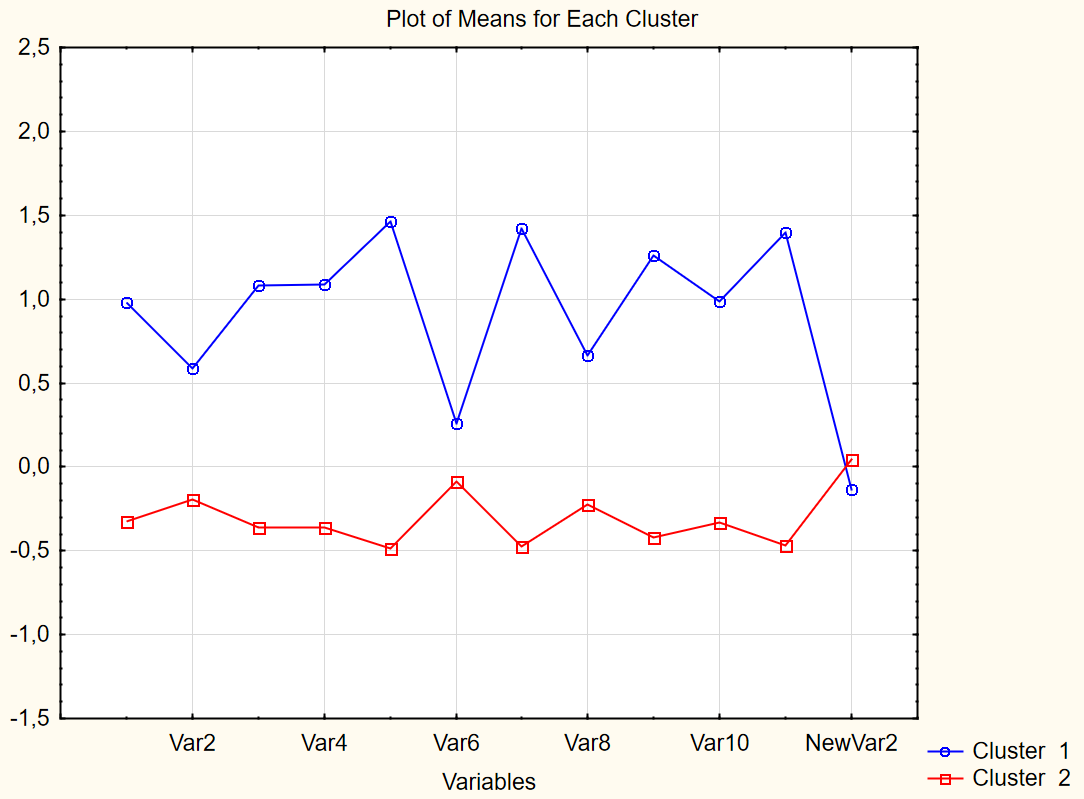 Plot of Means for Each Cluster
2,5
2,0
1,5
1,0
0,5
0,0
-0,5
-1,0
-1,5
Var2 Var4 Var6 Var8 Var10 NewVar2
Variables
Cluster 1
Cluster 2